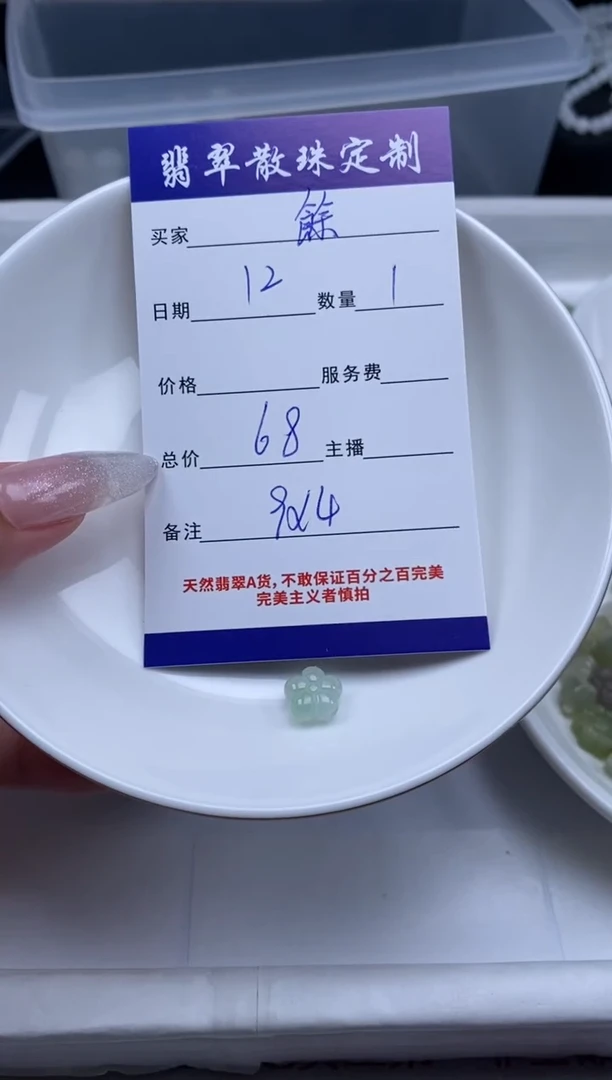 翡翠散珠定制
买家 餘
日期 12 数量 1
价格 服务费
总价 68 主播
备注
天然翡翠A货,不敢保证百分之百完美
完美主义者慎拍